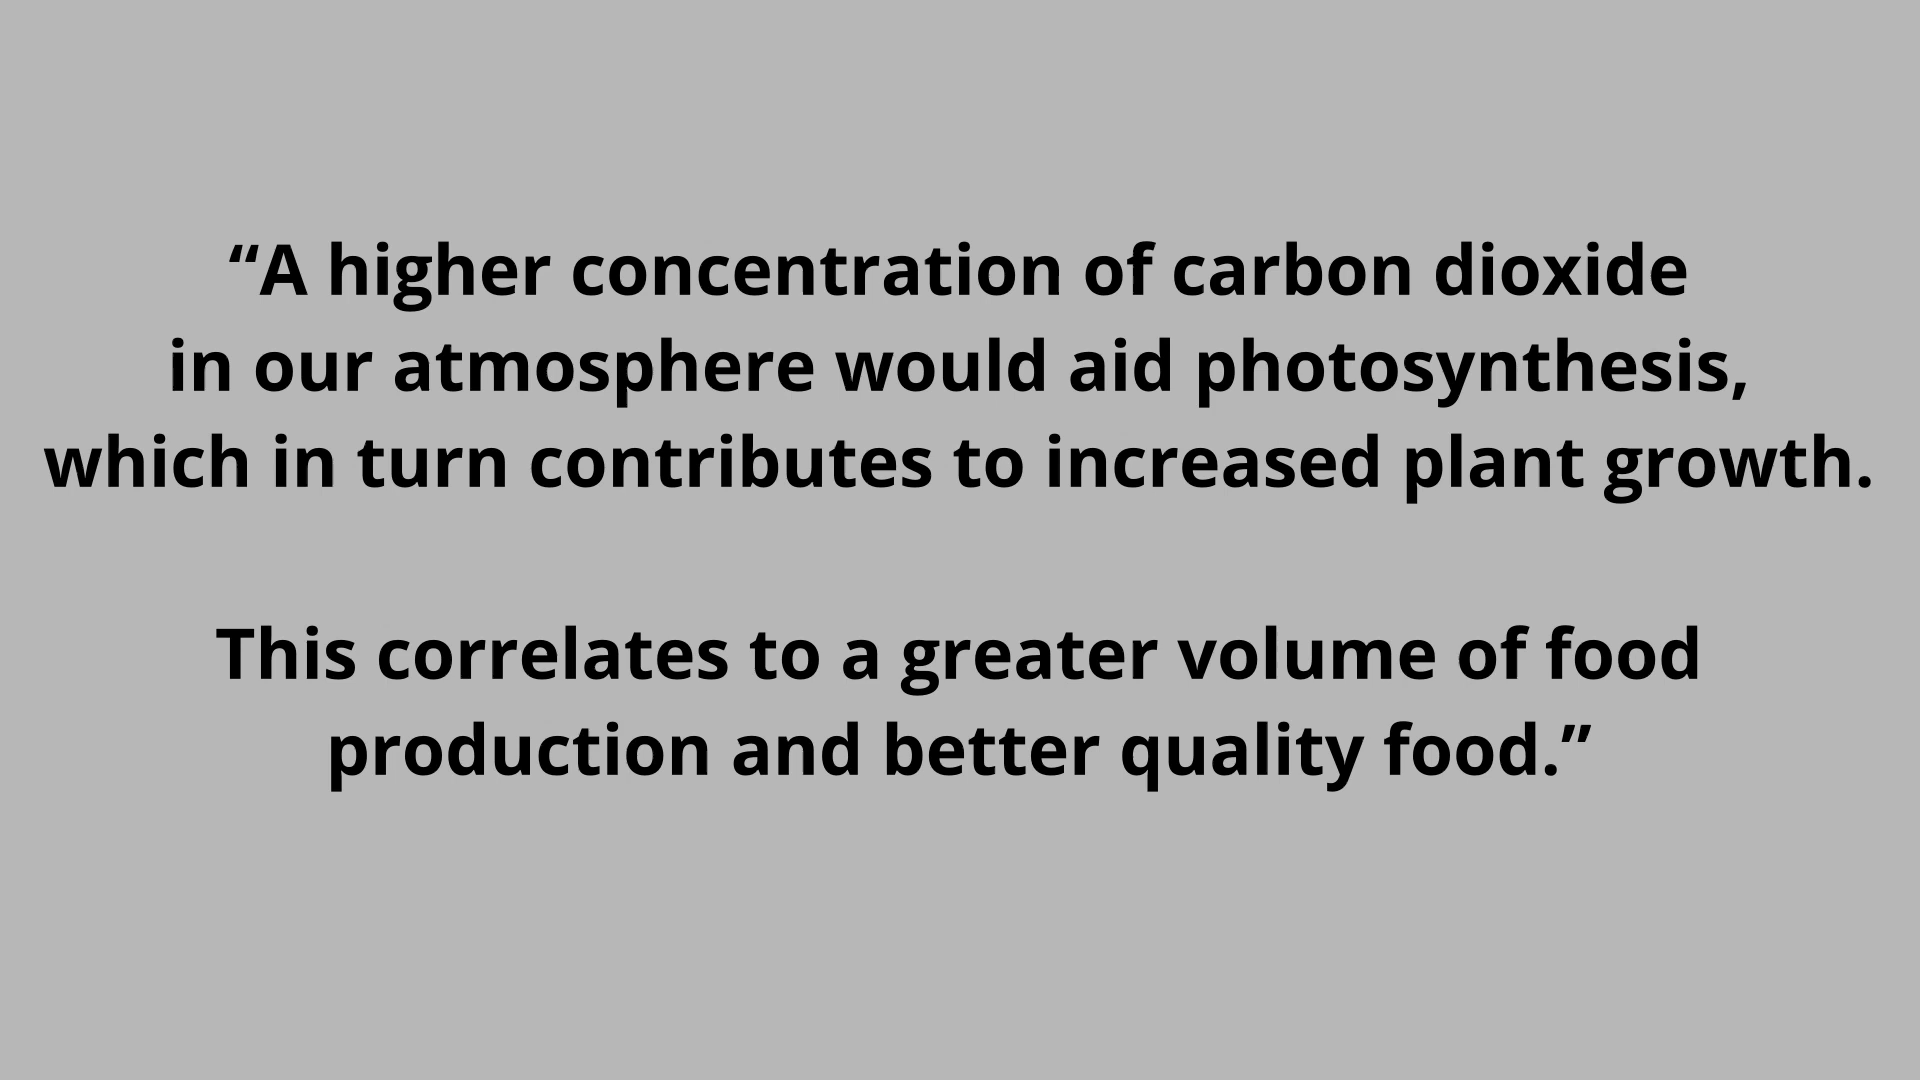 “A higher concentration of carbon dioxide
in our atmosphere would aid photosynthesis,
which in turn contributes to increased plant growth.
This correlates to a greater volume of food
production and better quality food.”